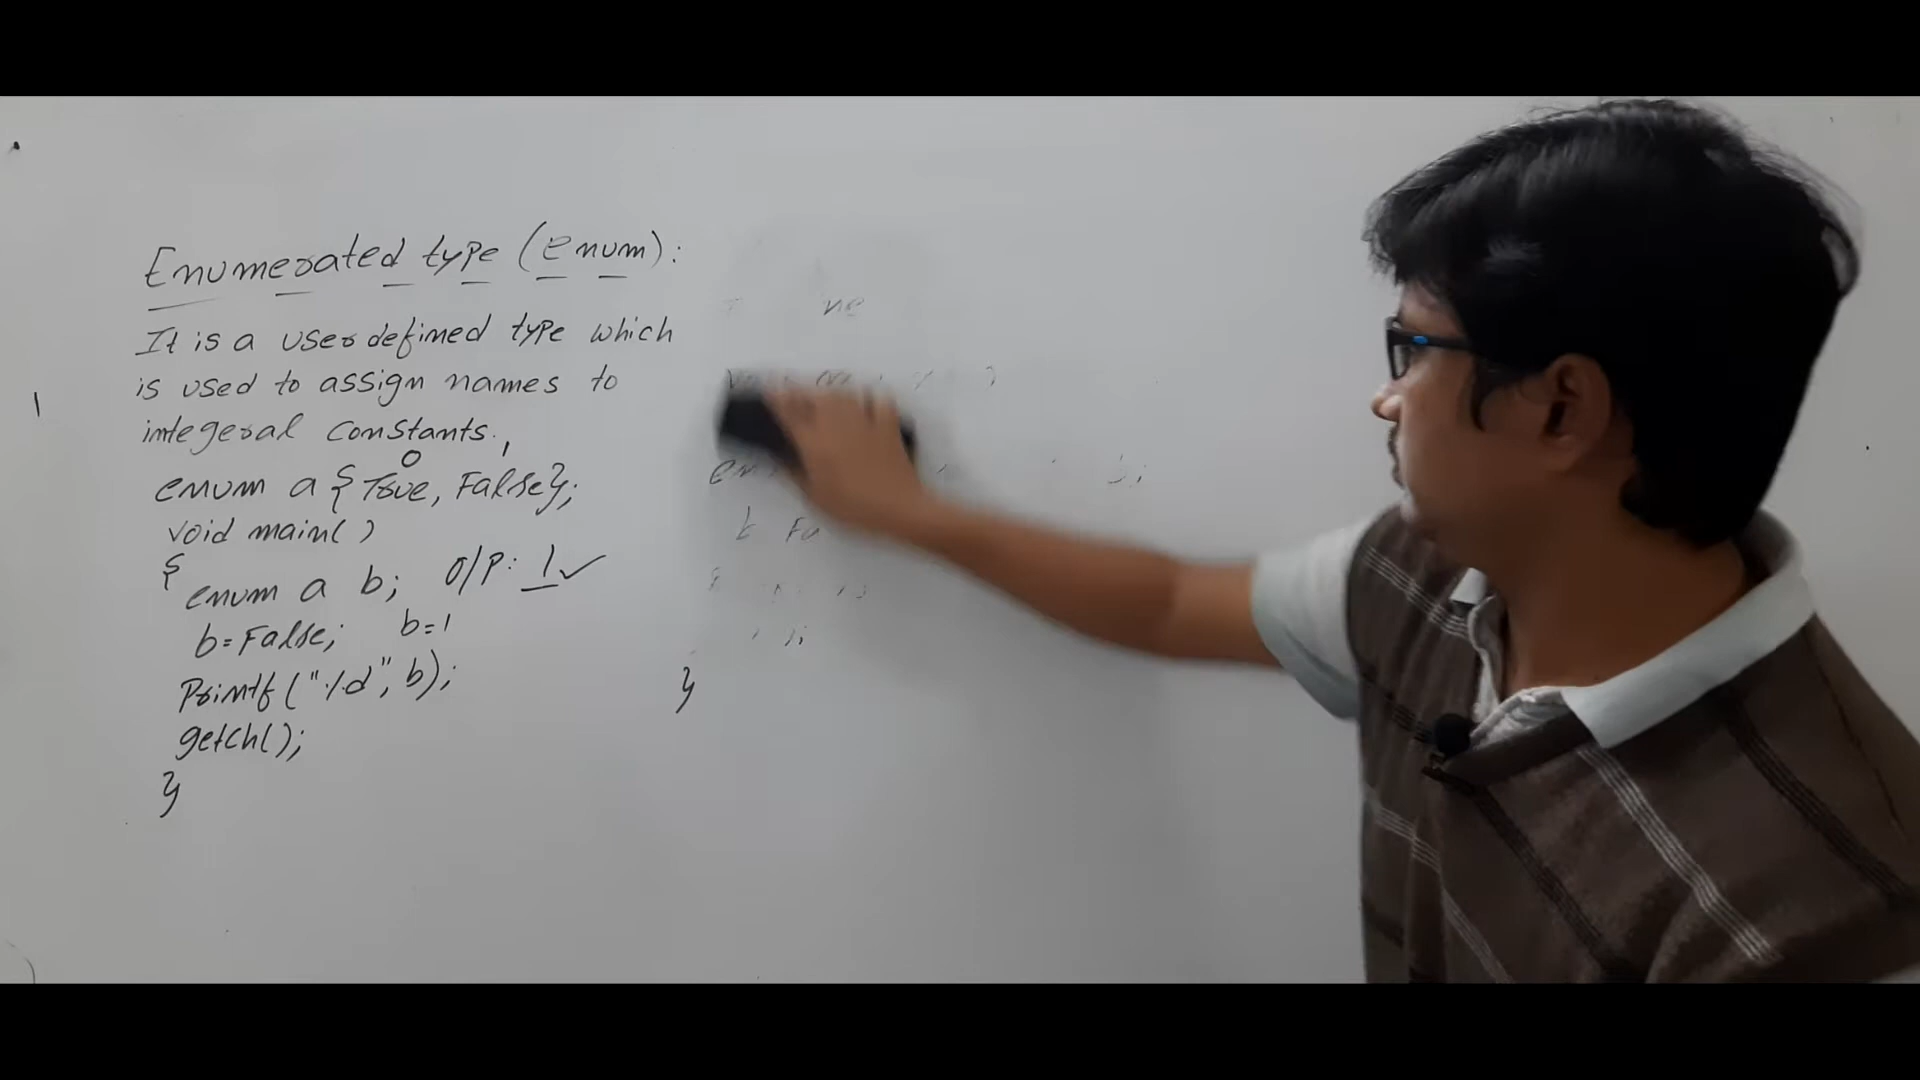 Enumerated type (enum):
It is a user defined type which
is used to assign names to
integeral constants.
0 1
enum a { True, False};
void main()
{
enum a b; O/P: 1 ✓
b=False; b=1
Printf("%d", b);
getch();
}
}